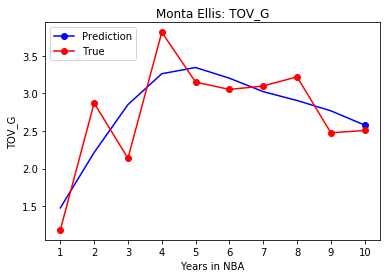 Monta Ellis: TOV_G
Prediction
True
3.5
3.0
2.5
2.0
1.5
TOV_G
1 2 3 4 5 6 7 8 9 10
Years in NBA